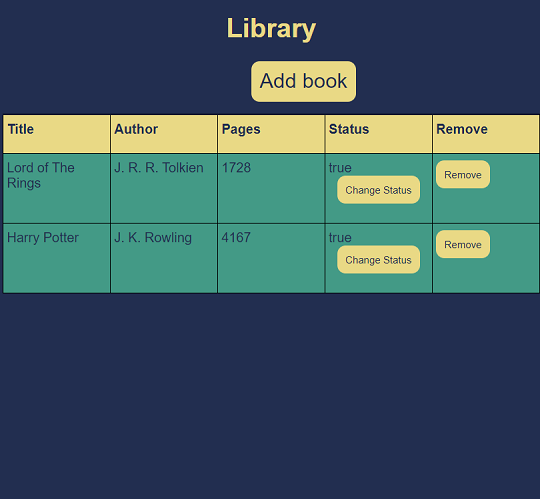 Library
Add book
Title Author Pages Status Remove
Lord of The J. R. R. Tolkien 1728 true Remove
Rings Change Status
Harry Potter J. K. Rowling 4167 true Remove
Change Status